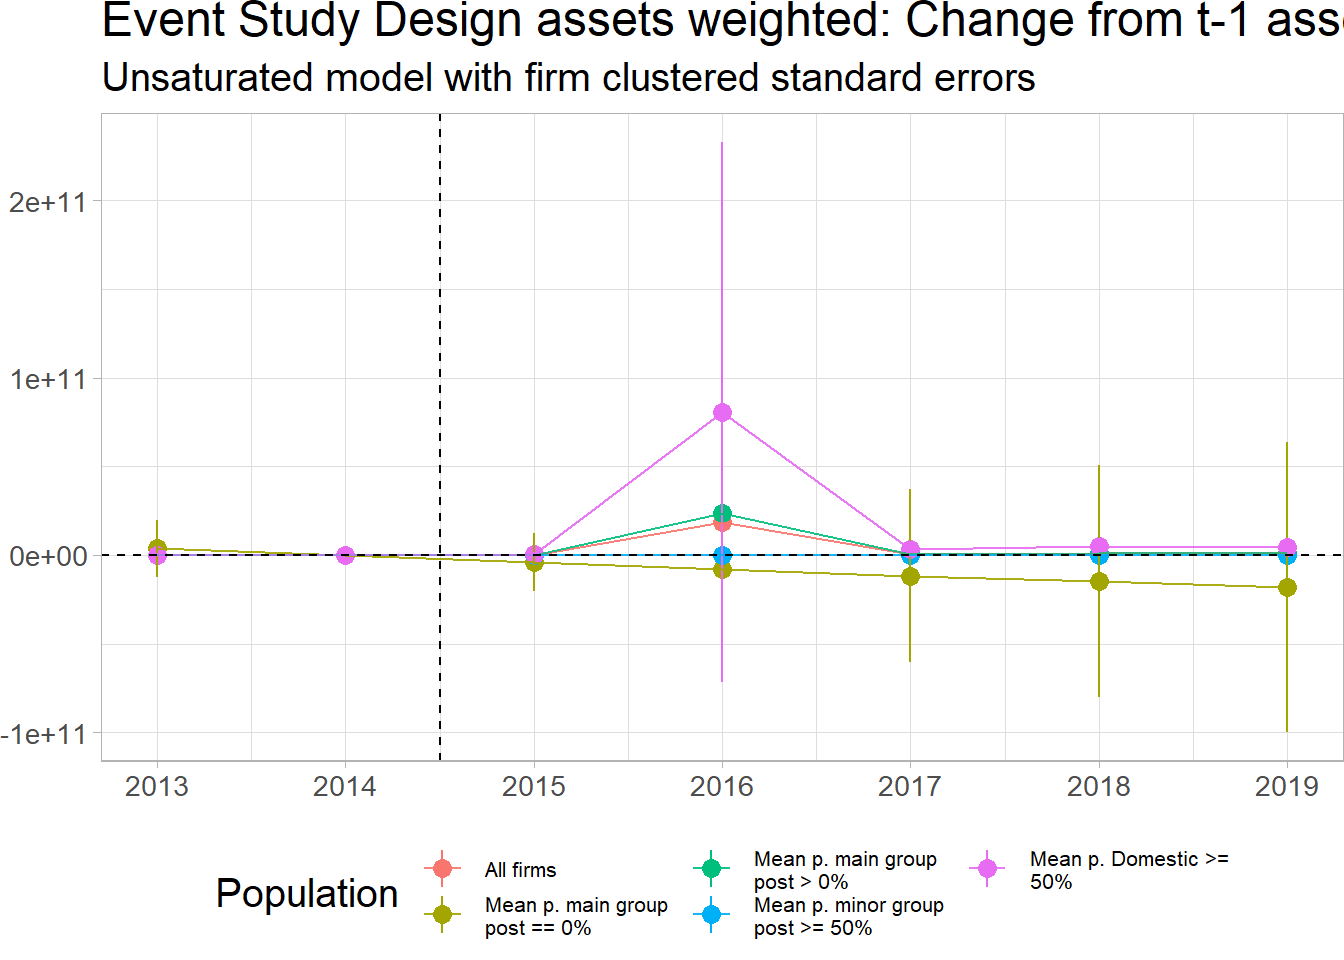 Event Study Design assets weighted: Change from t-1 ass
Unsaturated model with firm clustered standard errors
2e+11
1e+11
0e+00
-1e+11
2013 2014 2015 2016 2017 2018 2019
Population
All firms
Mean p. main group
post == 0%
Mean p. main group
post > 0%
Mean p. minor group
post >= 50%
Mean p. Domestic >=
50%